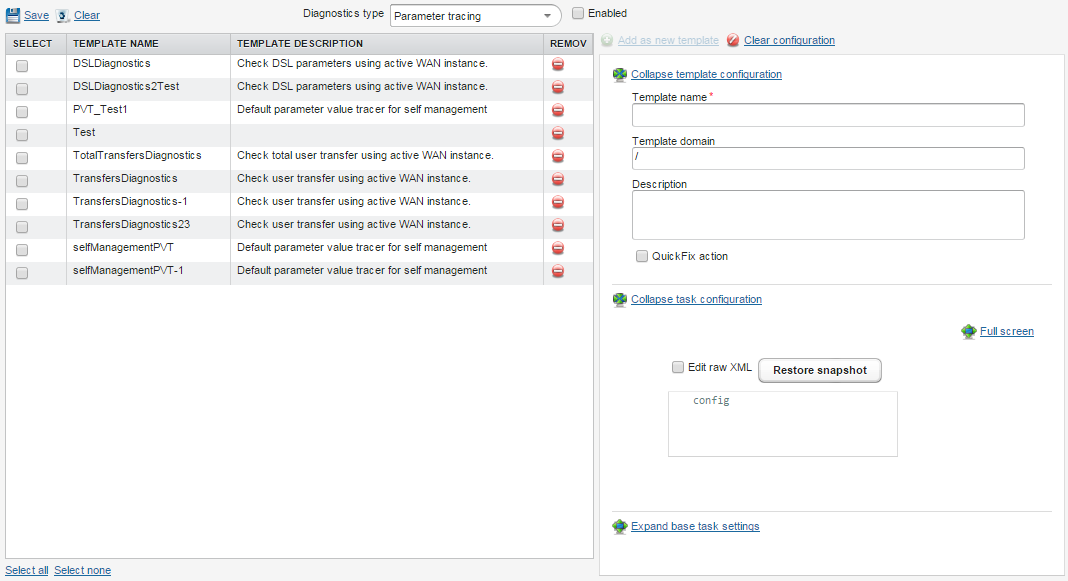 Save Clear Diagnostics type Parameter tracing Enabled
SELECT TEMPLATE NAME TEMPLATE DESCRIPTION REMOV
DSLDiagnostics Check DSL parameters using active WAN instance.
DSLDiagnostics2Test Check DSL parameters using active WAN instance.
PVT_Test1 Default parameter value tracer for self management
Test
TotalTransfersDiagnostics Check total user transfer using active WAN instance.
TransfersDiagnostics Check user transfer using active WAN instance.
TransfersDiagnostics-1 Check user transfer using active WAN instance.
TransfersDiagnostics23 Check user transfer using active WAN instance.
selfManagementPVT Default parameter value tracer for self management
selfManagementPVT-1 Default parameter value tracer for self management
Select all Select none
Add as new template Clear configuration
Collapse template configuration
Template name *
Template domain
/
Description
QuickFix action
Collapse task configuration
Full screen
Edit raw XML Restore snapshot
config
Expand base task settings